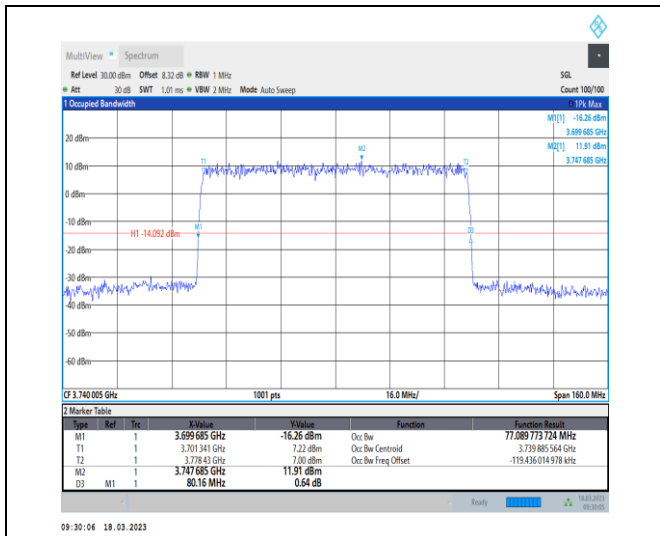 MultiView Spectrum
Ref Level 30.00 dBm Offset 8.32 dB RBW 1 MHz SGL
Att 30 dB SWT 1.01 ms VBW 2 MHz Mode Auto Sweep Count 100/100
1 Occupied Bandwidth 1Pk Max
M1[1] -16.26 dBm
3.699 685 GHz
M2[1] 11.91 dBm
3.747 685 GHz
20 dBm
M2
T1 T2
10 dBm
0 dBm
-10 dBm
M1 D3
H1 -14.092 dBm
-30 dBm
-40 dBm
-50 dBm
-60 dBm
CF 3.740 005 GHz 1001 pts 16.0 MHz/ Span 160.0 MHz
2 Marker Table
Type Ref Trc X-Value Y-Value Function Function Result
M1 1 3.699 685 GHz -16.26 dBm Occ Bw 77.089 773 724 MHz
T1 1 3.701 341 GHz 7.22 dBm Occ Bw Centroid 3.739 885 564 GHz
T2 1 3.778 43 GHz 7.00 dBm Occ Bw Freq Offset -119.436 014 978 kHz
M2 1 3.747 685 GHz 11.91 dBm
D3 M1 1 80.16 MHz 0.64 dB
Ready 18.03.2023
09:30:05
09:30:06 18.03.2023